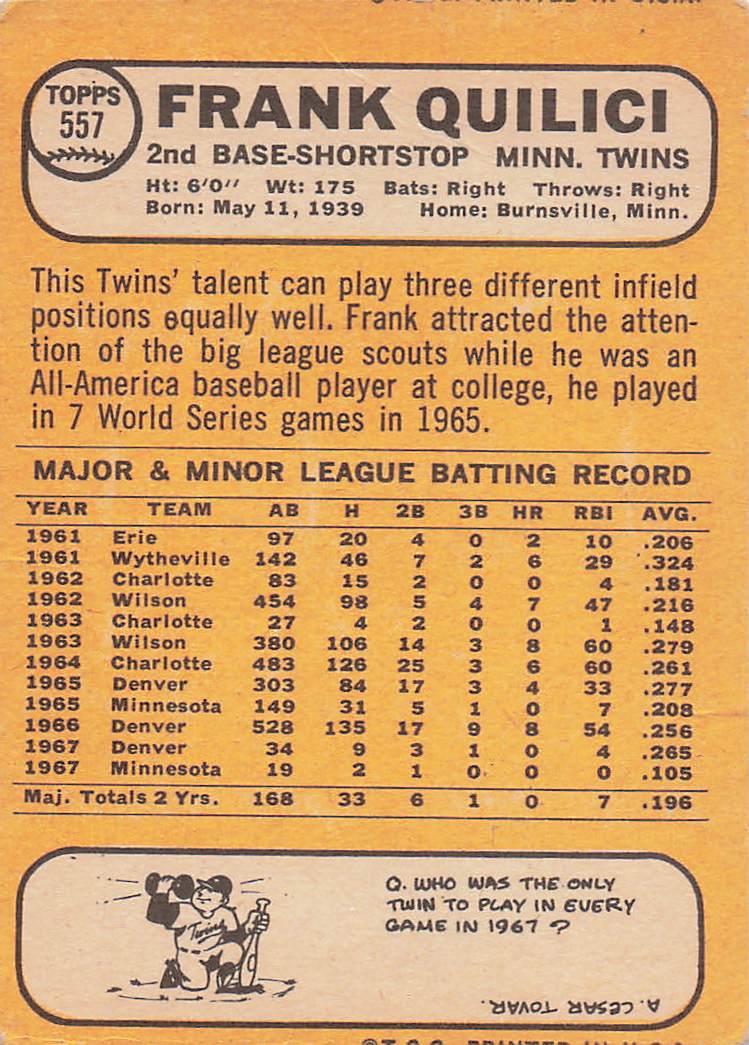 TOPPS
557
FRANK QUILICI
2nd BASE-SHORTSTOP MINN. TWINS
Ht: 6'0" Wt: 175 Bats: Right Throws: Right
Born: May 11, 1939 Home: Burnsville, Minn.
This Twins' talent can play three different infield
positions equally well. Frank attracted the atten-
tion of the big league scouts while he was an
All-America baseball player at college, he played
in 7 World Series games in 1965.
MAJOR & MINOR LEAGUE BATTING RECORD
YEAR TEAM AB H 2B 3B HR RBI AVG.
1961 Erie 97 20 4 0 2 10 .206
1961 Wytheville 142 46 7 2 6 29 .324
1962 Charlotte 83 15 2 0 0 4 .181
1962 Wilson 454 98 5 4 7 47 .216
1963 Charlotte 27 4 2 0 0 1 .148
1963 Wilson 380 106 14 3 8 60 .279
1964 Charlotte 483 126 25 3 6 60 .261
1965 Denver 303 84 17 3 4 33 .277
1965 Minnesota 149 31 5 1 0 7 .208
1966 Denver 528 135 17 9 8 54 .256
1967 Denver 34 9 3 1 0 4 .265
1967 Minnesota 19 2 1 0 0 0 .105
Maj. Totals 2 Yrs. 168 33 6 1 0 7 .196
Twins
Q. WHO WAS THE ONLY
TWIN TO PLAY IN EVERY
GAME IN 1967 ?
A. CESAR TOVAR.
PRINTED IN U.S.A.